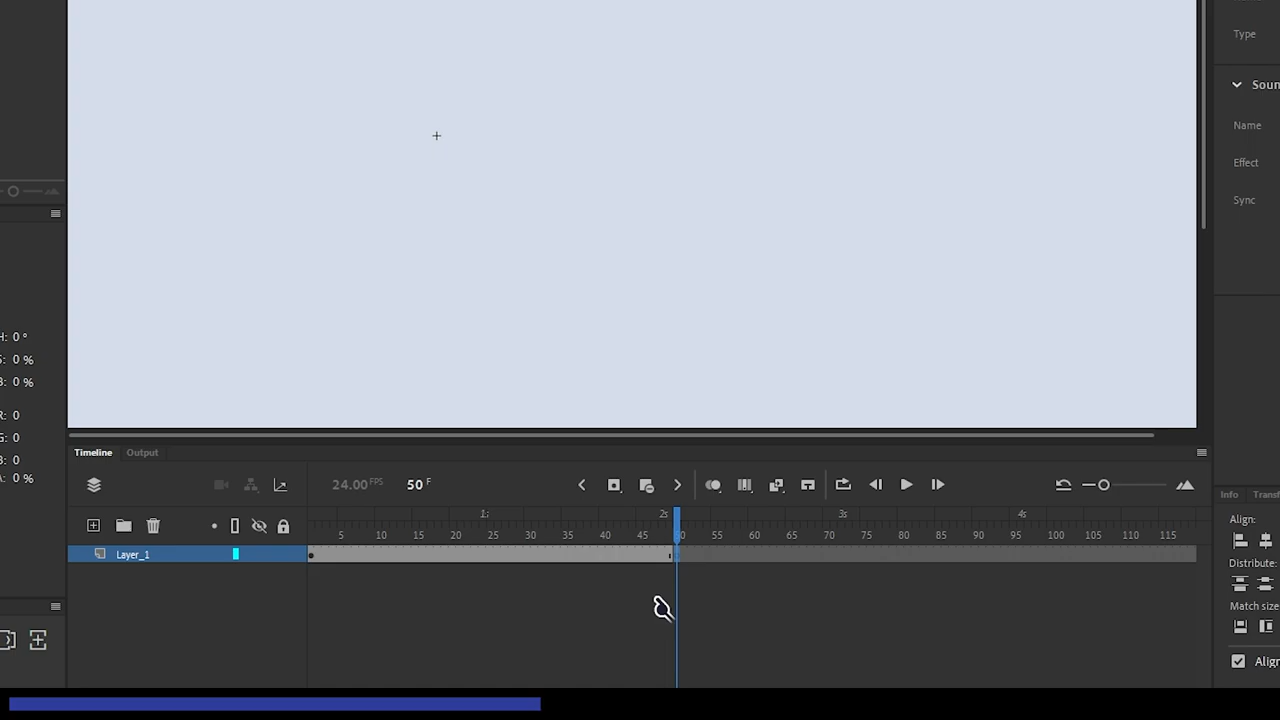 Type
Soun
Name
Effect
Sync
H: 0 °
S: 0 %
B: 0 %
R: 0
G: 0
B: 0
A: 0 %
Timeline Output
24.00 FPS 50 F
1s 2s 3s 4s
5 10 15 20 25 30 35 40 45 50 55 60 65 70 75 80 85 90 95 100 105 110 115
Layer_1
Info Transf
Align:
Distribute:
Match size
Align